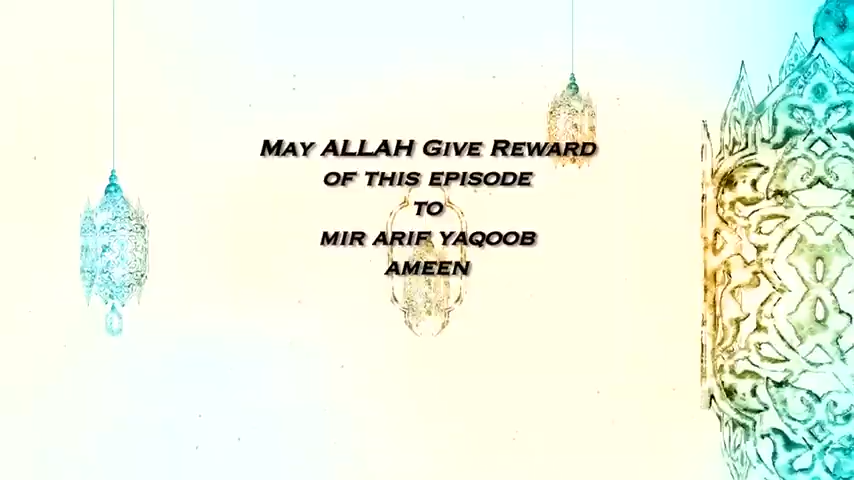 May ALLAH Give Reward
of this episode
to
mir arif yaqoob
ameen